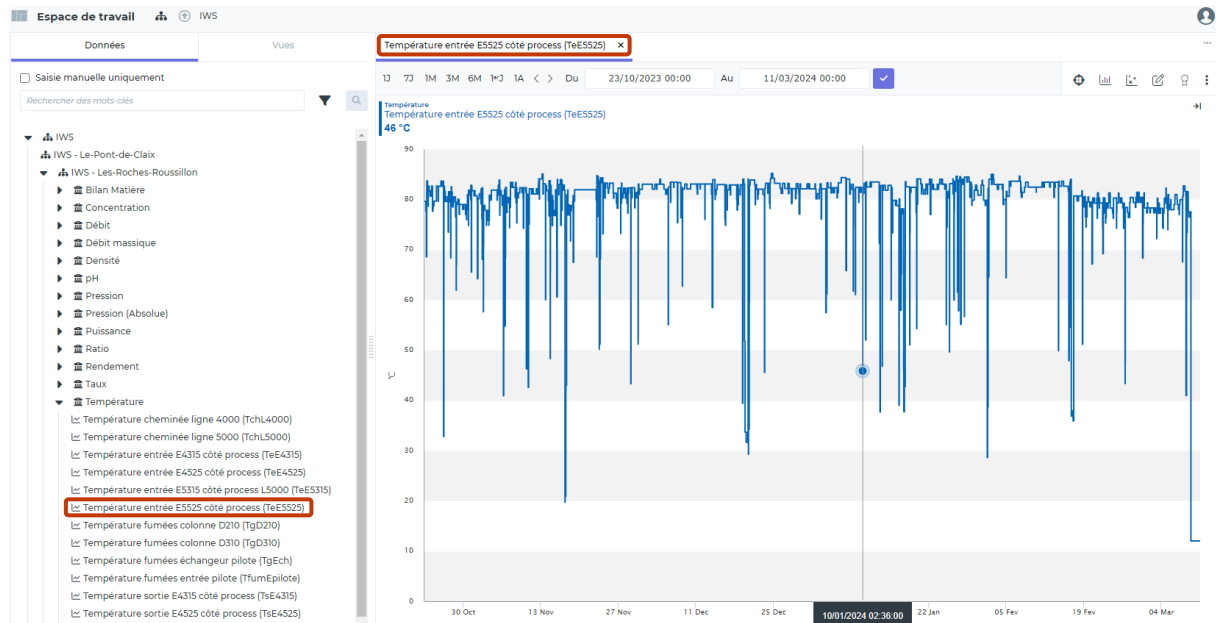 Espace de travail IWS
Données Vues
Température entrée E5525 côté process (TeE5525) ×
Saisie manuelle uniquement
Rechercher des mots-clés
1J 7J 1M 3M 6M 1erJ 1A < > Du 23/10/2023 00:00 Au 11/03/2024 00:00
Température
Température entrée E5525 côté process (TeE5525)
46 °C
IWS
IWS - Le-Pont-de-Claix
IWS - Les-Roches-Roussillon
Bilan Matière
Concentration
Débit
Débit massique
Densité
pH
Pression
Pression (Absolue)
Puissance
Ratio
Rendement
Taux
Température
Température cheminée ligne 4000 (TchL4000)
Température cheminée ligne 5000 (TchL5000)
Température entrée E4315 côté process (TeE4315)
Température entrée E4525 côté process (TeE4525)
Température entrée E5315 côté process L5000 (TeE5315)
Température entrée E5525 côté process (TeE5525)
Température fumées colonne D210 (TgD210)
Température fumées colonne D310 (TgD310)
Température fumées échangeur pilote (TgEch)
Température fumées entrée pilote (TfumEpilote)
Température sortie E4315 côté process (TsE4315)
Température sortie E4525 côté process (TsE4525)
90
80
70
60
50
°C
40
30
20
10
0
30 Oct 13 Nov 27 Nov 11 Dec 25 Dec 10/01/2024 02:36:00 22 Jan 05 Fev 19 Fev 04 Mar